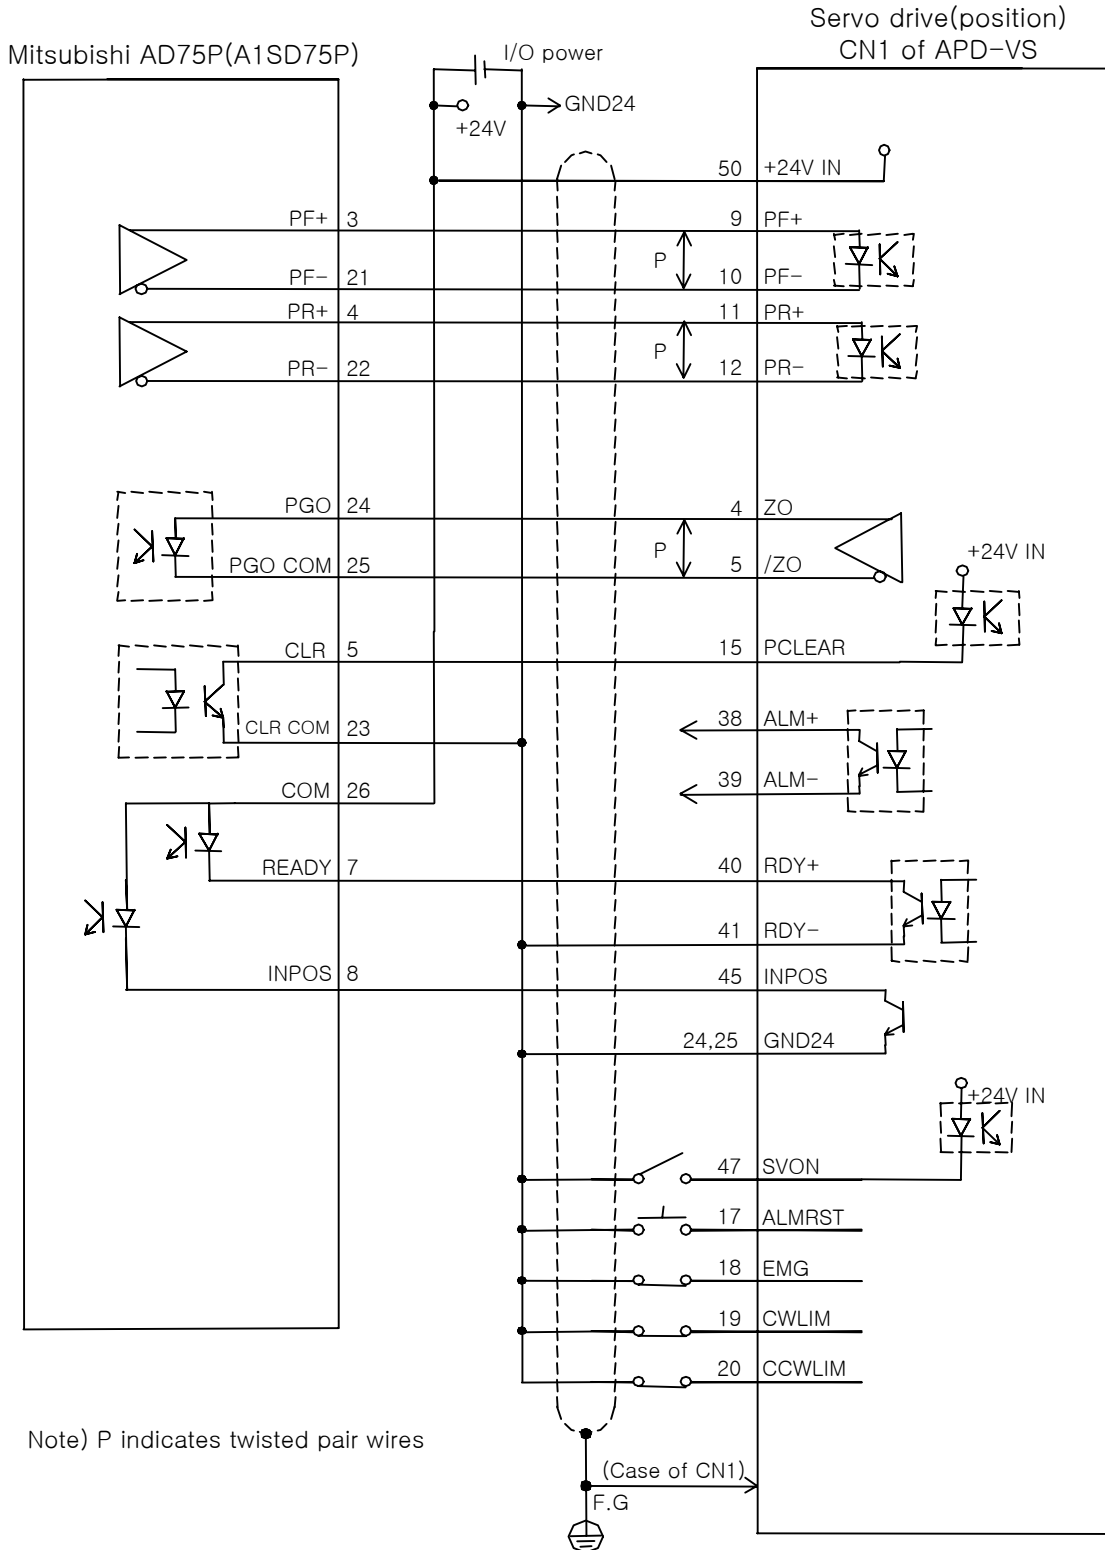 Servo drive(position)
CN1 of APD-VS
Mitsubishi AD75P(A1SD75P)
I/O power
GND24
+24V
50 +24V IN
PF+ 3 9 PF+
P
PF- 21 10 PF-
PR+ 4 11 PR+
P
PR- 22 12 PR-
PGO 24 4 ZO
P
PGO COM 25 5 /ZO
+24V IN
CLR 5 15 PCLEAR
38 ALM+
CLR COM 23
39 ALM-
COM 26
READY 7 40 RDY+
41 RDY-
INPOS 8 45 INPOS
24,25 GND24
+24V IN
47 SVON
17 ALMRST
18 EMG
19 CWLIM
20 CCWLIM
Note) P indicates twisted pair wires
(Case of CN1)
F.G